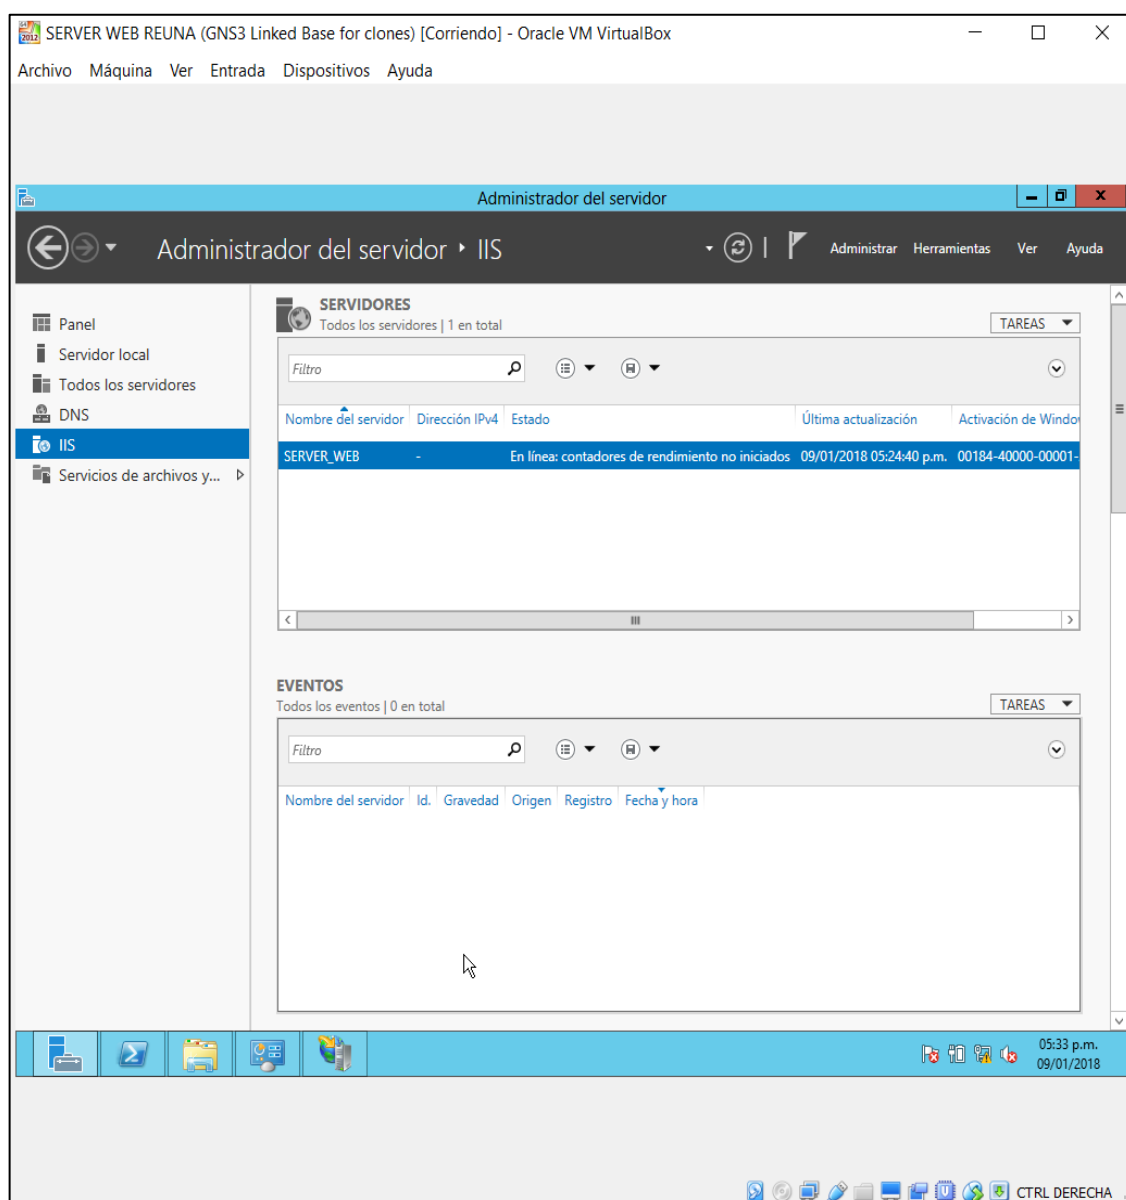 SERVER WEB REUNA (GNS3 Linked Base for clones) [Corriendo] - Oracle VM VirtualBox
Archivo Máquina Ver Entrada Dispositivos Ayuda
Administrador del servidor
Administrador del servidor ‣ IIS
Administrar Herramientas Ver Ayuda
Panel
Servidor local
Todos los servidores
DNS
IIS
Servicios de archivos y...
SERVIDORES
Todos los servidores | 1 en total
TAREAS
Filtro
Nombre del servidor Dirección IPv4 Estado Última actualización Activación de Windo
SERVER_WEB - En línea: contadores de rendimiento no iniciados 09/01/2018 05:24:40 p.m. 00184-40000-00001-
EVENTOS
Todos los eventos | 0 en total
TAREAS
Filtro
Nombre del servidor Id. Gravedad Origen Registro Fecha y hora
05:33 p.m.
09/01/2018
CTRL DERECHA